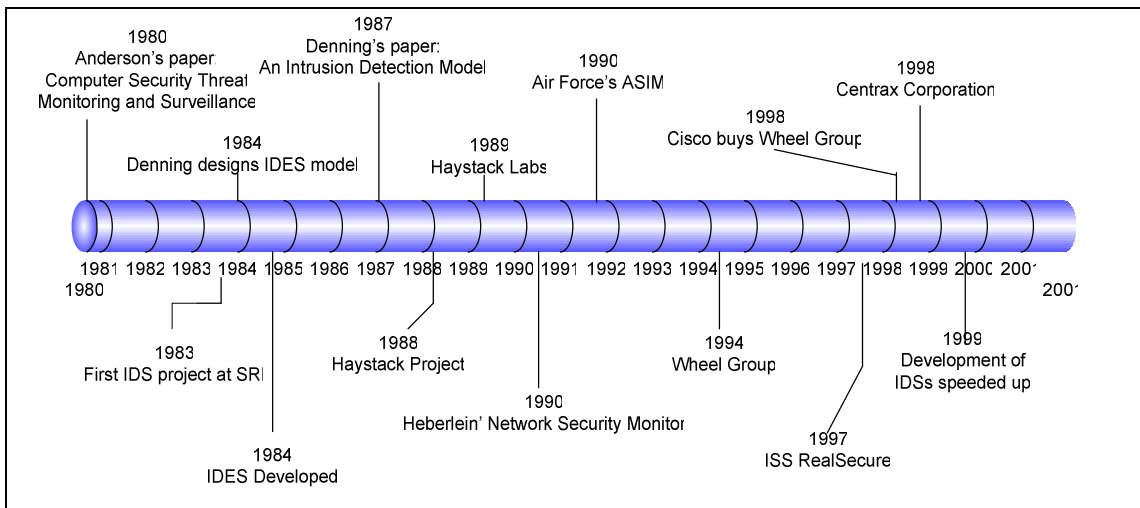 1980
Anderson's paper:
Computer Security Threat
Monitoring and Surveillance
1987
Denning's paper:
An Intrusion Detection Model
1990
Air Force's ASIM
1998
Centrax Corporation
1998
Cisco buys Wheel Group
1984
Denning designs IDES model
1989
Haystack Labs
1981 1982 1983 1984 1985 1986 1987 1988 1989 1990 1991 1992 1993 1994 1995 1996 1997 1998 1999 2000 2001
1980
2001
1983
First IDS project at SRI
1988
Haystack Project
1994
Wheel Group
1999
Development of
IDSs speeded up
1990
Heberlein' Network Security Monitor
1997
ISS RealSecure
1984
IDES Developed